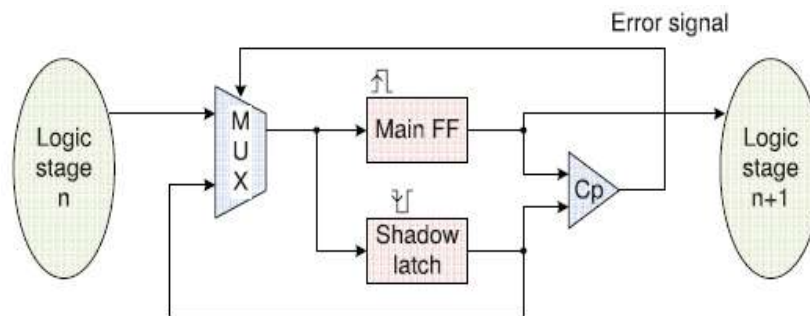 Error signal
Logic
stage
n
M
U
X
Main FF
Shadow
latch
Cp
Logic
stage
n+1